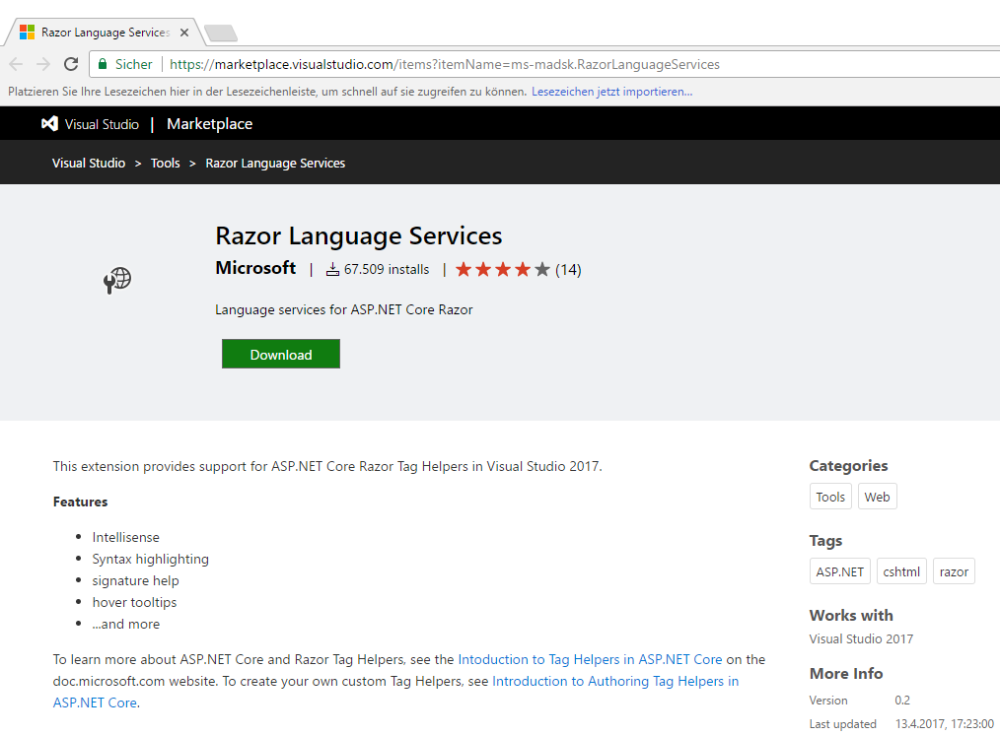 Razor Language Services
Sicher | https://marketplace.visualstudio.com/items?itemName=ms-madsk.RazorLanguageServices
Platzieren Sie Ihre Lesezeichen hier in der Lesezeichenleiste, um schnell auf sie zugreifen zu können. Lesezeichen jetzt importieren...
Visual Studio | Marketplace
Visual Studio > Tools > Razor Language Services
Razor Language Services
Microsoft | 67.509 installs | (14)
Language services for ASP.NET Core Razor
Download
This extension provides support for ASP.NET Core Razor Tag Helpers in Visual Studio 2017.
Features
Intellisense
Syntax highlighting
signature help
hover tooltips
...and more
To learn more about ASP.NET Core and Razor Tag Helpers, see the Intoduction to Tag Helpers in ASP.NET Core on the
doc.microsoft.com website. To create your own custom Tag Helpers, see Introduction to Authoring Tag Helpers in
ASP.NET Core.
Categories
Tools Web
Tags
ASP.NET cshtml razor
Works with
Visual Studio 2017
More Info
Version 0.2
Last updated 13.4.2017, 17:23:00